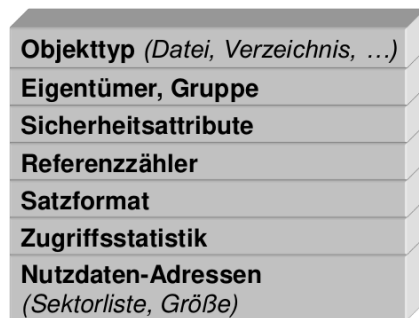 Objekttyp (Datei, Verzeichnis, …)
Eigentümer, Gruppe
Sicherheitsattribute
Referenzzähler
Satzformat
Zugriffsstatistik
Nutzdaten-Adressen
(Sektorliste, Größe)